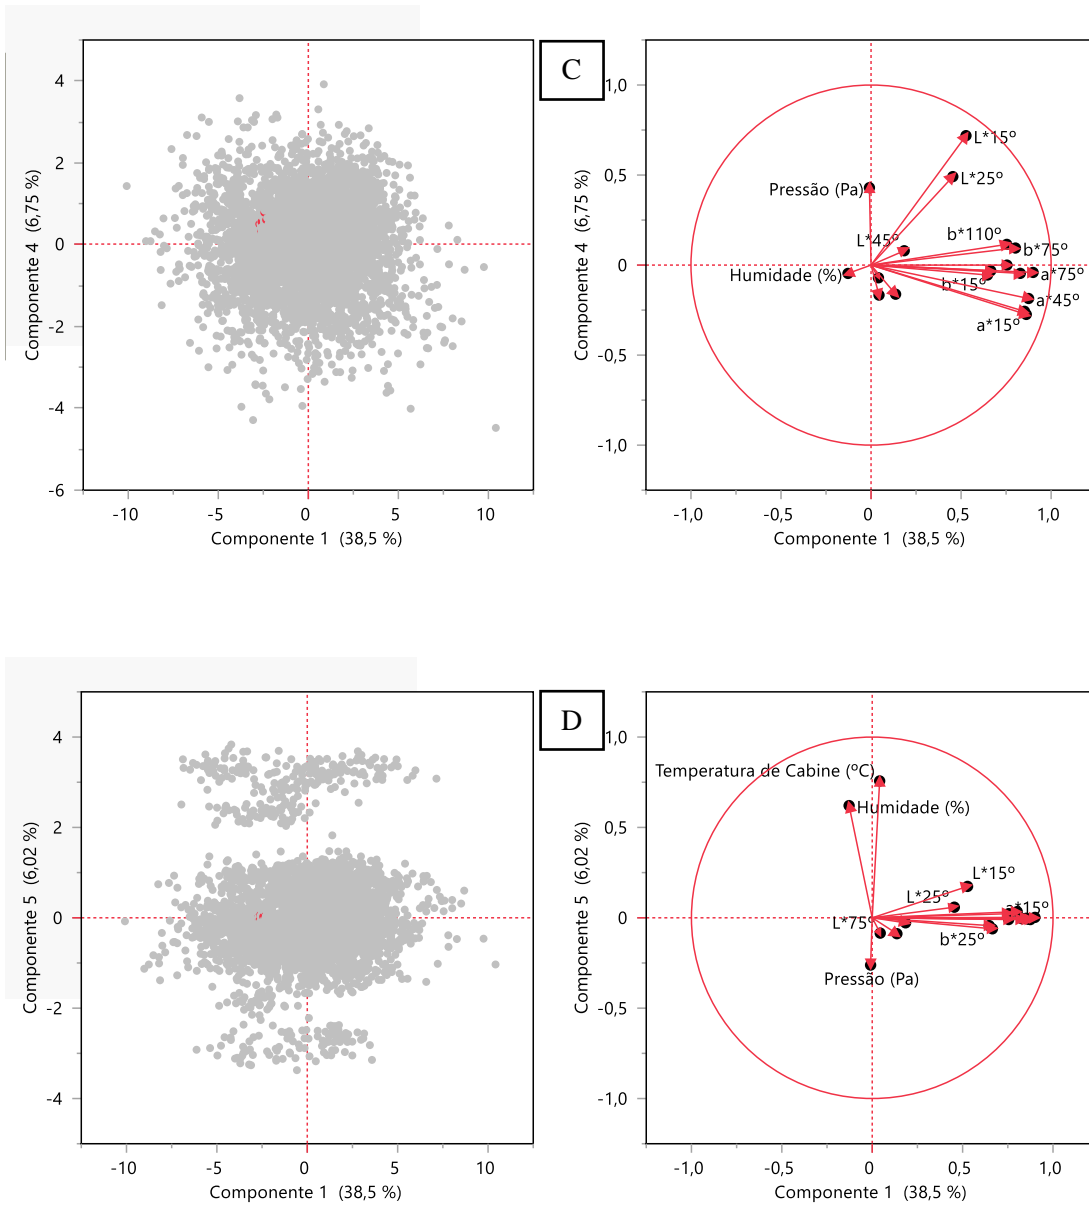 C
4
2
0
-2
-4
-6
Componente 4 (6,75 %)
-10
-5
0
5
10
Componente 1 (38,5 %)
1,0
0,5
0
-0,5
-1,0
Componente 4 (6,75 %)
L*15º
L*25º
Pressão (Pa)
L*45º
b*110º
b*75º
Humidade (%)
a*75º
b*15º
a*45º
a*15º
-1,0
-0,5
0
0,5
1,0
Componente 1 (38,5 %)
D
4
2
0
-2
-4
Componente 5 (6,02 %)
-10
-5
0
5
10
Componente 1 (38,5 %)
1,0
0,5
0
-0,5
-1,0
Componente 5 (6,02 %)
Temperatura de Cabine (ºC)
Humidade (%)
L*15º
L*25º
a*15º
L*75º
b*25º
Pressão (Pa)
-1,0
-0,5
0
0,5
1,0
Componente 1 (38,5 %)